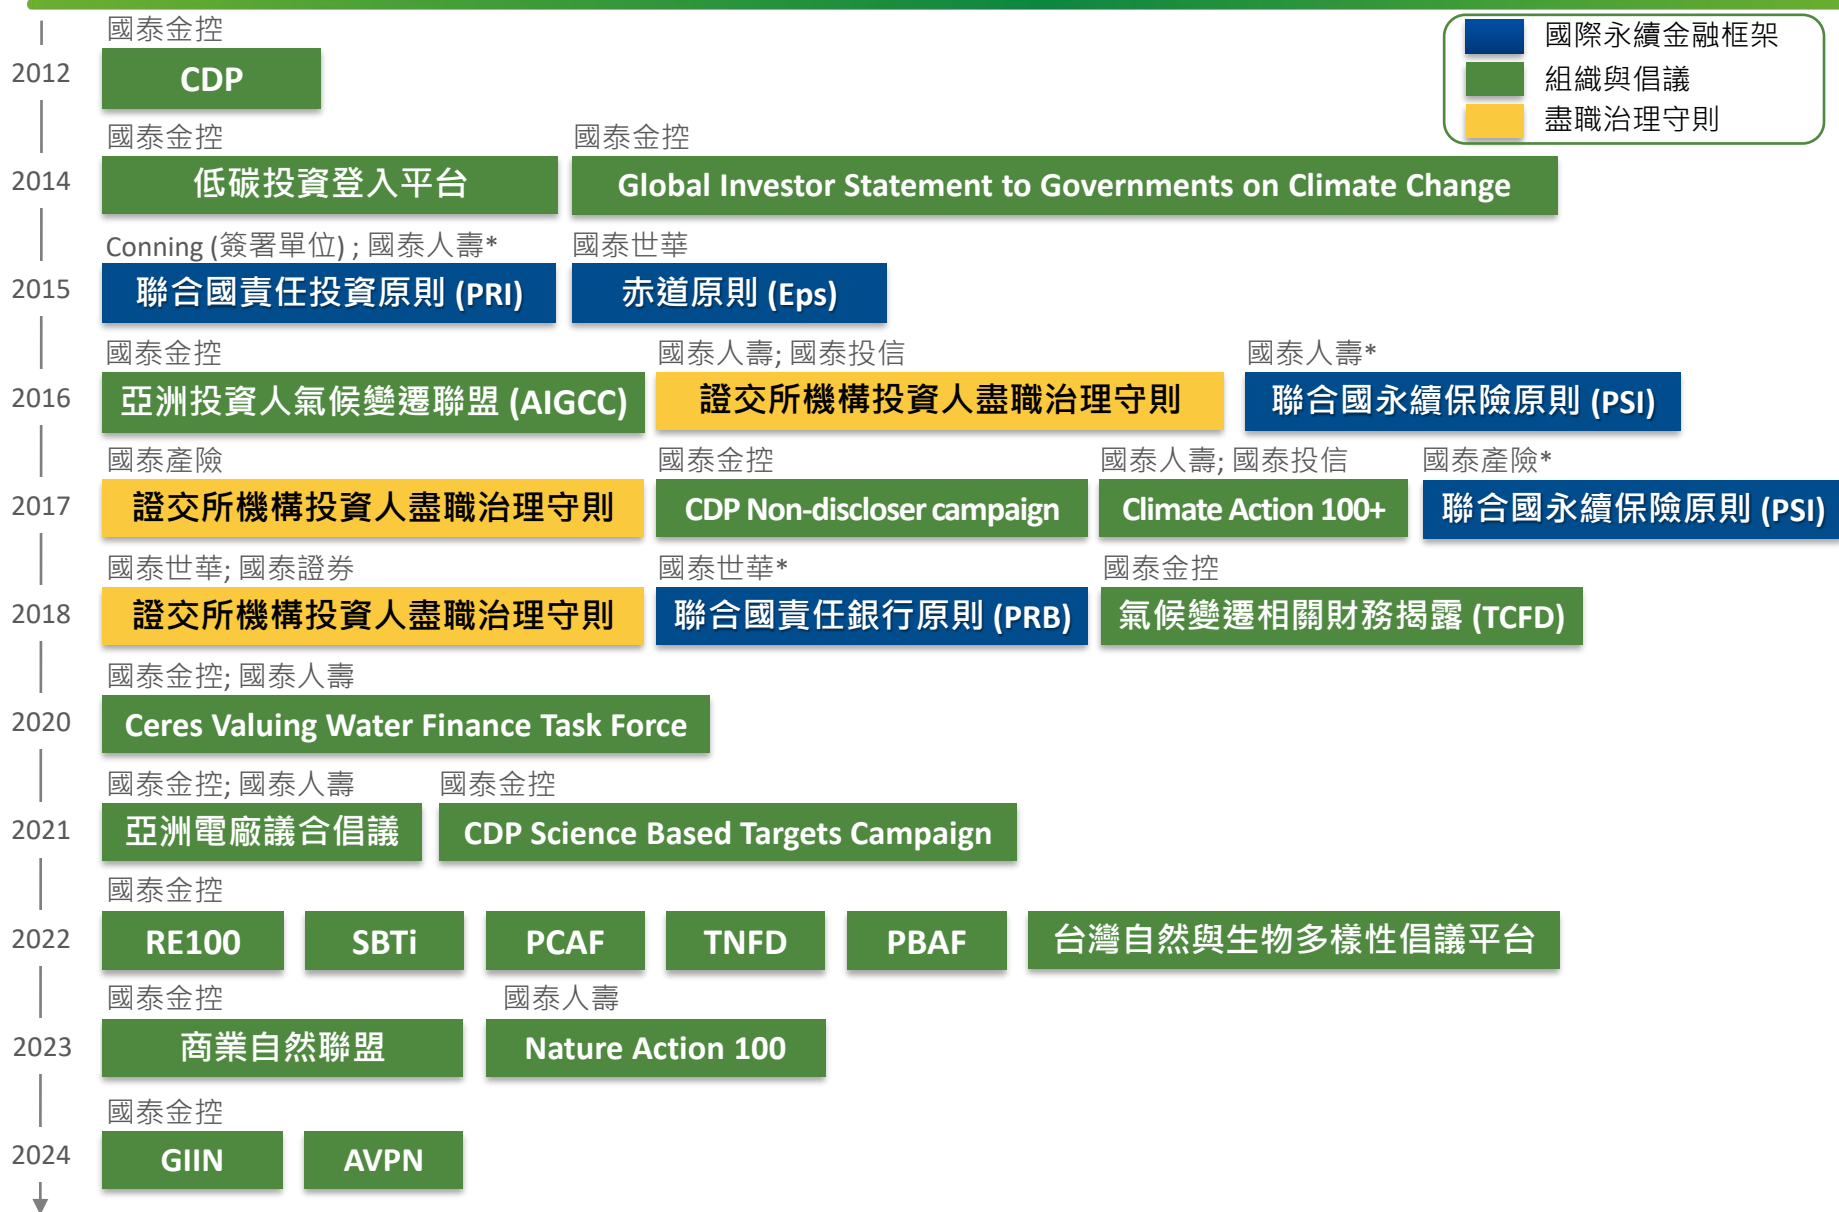 國際永續金融框架
組織與倡議
盡職治理守則
國泰金控
2012
CDP
國泰金控 國泰金控
2014
低碳投資登入平台 Global Investor Statement to Governments on Climate Change
Conning (簽署單位) ; 國泰人壽* 國泰世華
2015
聯合國責任投資原則 (PRI) 赤道原則 (Eps)
國泰金控 國泰人壽; 國泰投信 國泰人壽*
2016
亞洲投資人氣候變遷聯盟 (AIGCC) 證交所機構投資人盡職治理守則 聯合國永續保險原則 (PSI)
國泰產險 國泰金控 國泰人壽; 國泰投信 國泰產險*
2017
證交所機構投資人盡職治理守則 CDP Non-discloser campaign Climate Action 100+ 聯合國永續保險原則 (PSI)
國泰世華; 國泰證券 國泰世華* 國泰金控
2018
證交所機構投資人盡職治理守則 聯合國責任銀行原則 (PRB) 氣候變遷相關財務揭露 (TCFD)
國泰金控; 國泰人壽
2020
Ceres Valuing Water Finance Task Force
國泰金控; 國泰人壽 國泰金控
2021
亞洲電廠議合倡議 CDP Science Based Targets Campaign
國泰金控
2022
RE100 SBTi PCAF TNFD PBAF 台灣自然與生物多樣性倡議平台
國泰金控 國泰人壽
2023
商業自然聯盟 Nature Action 100
國泰金控
2024
GIIN AVPN